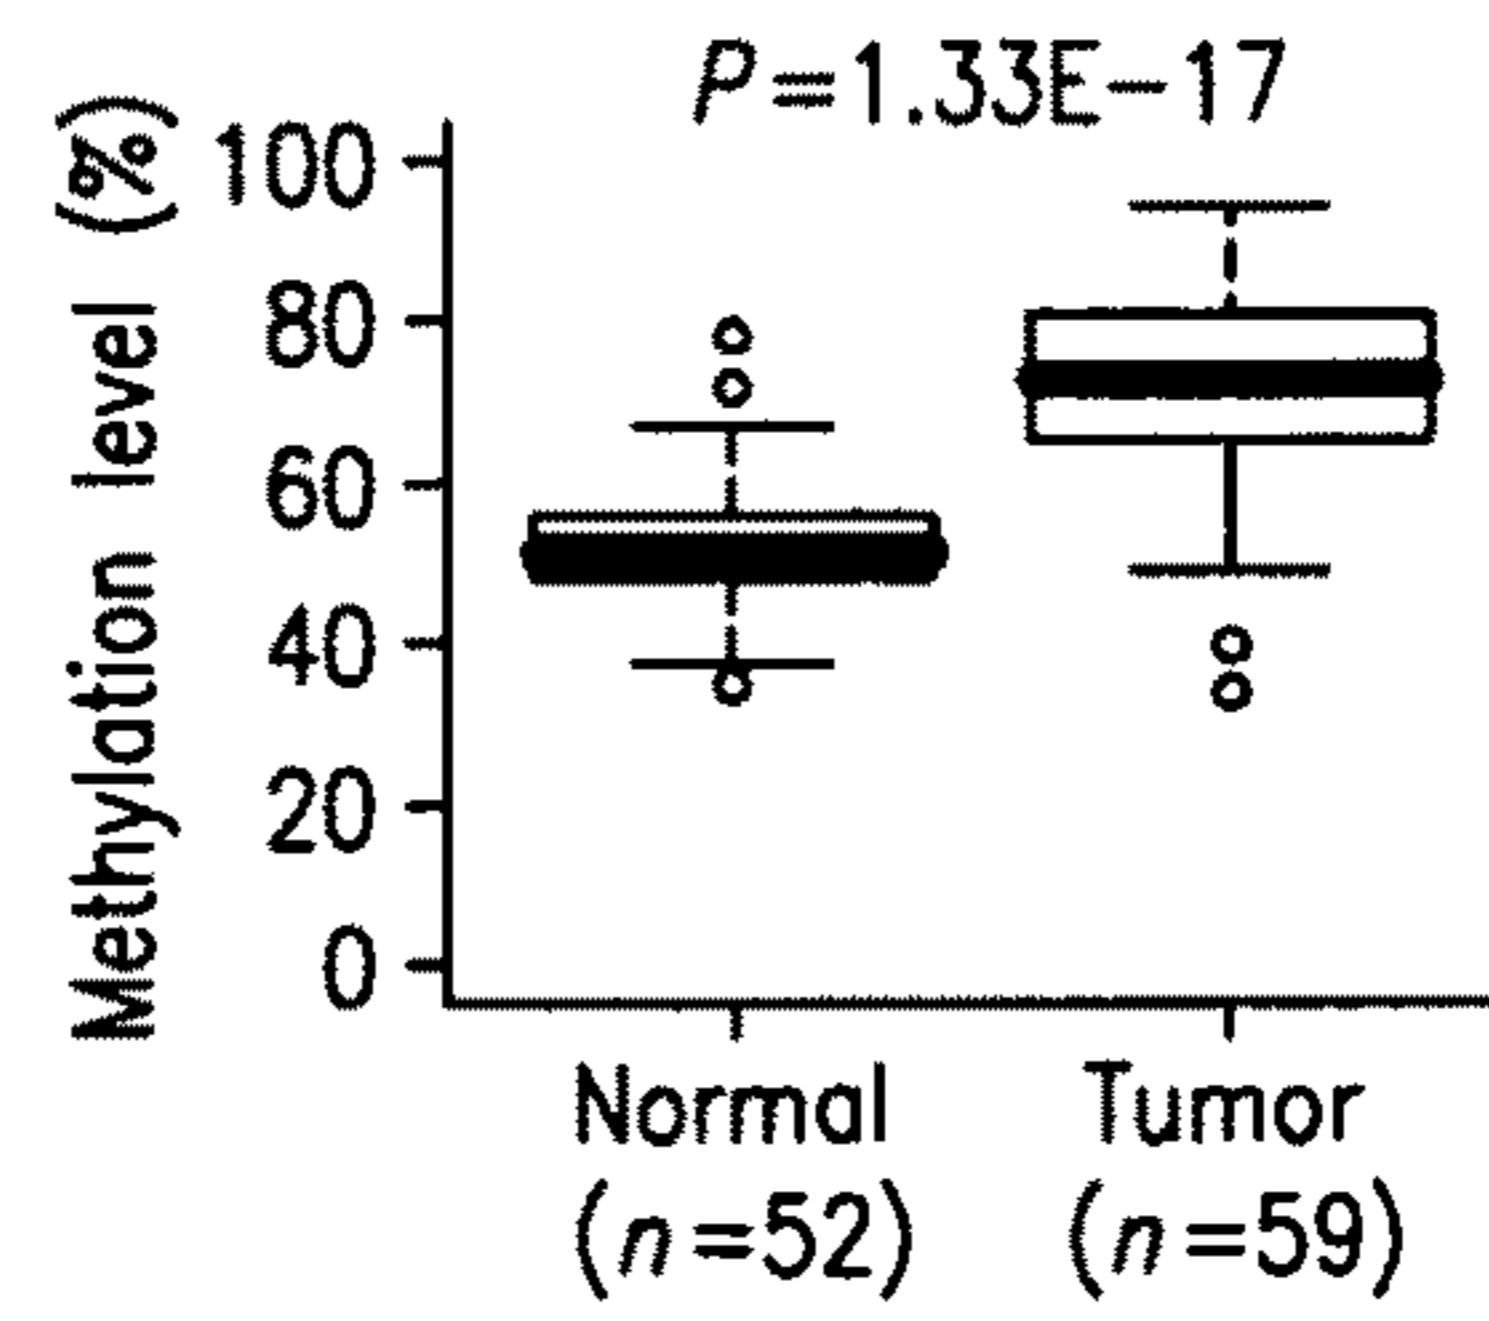 P=1.33E-17
Methylation level (%)
100
80
60
40
20
0
Normal
(n=52)
Tumor
(n=59)